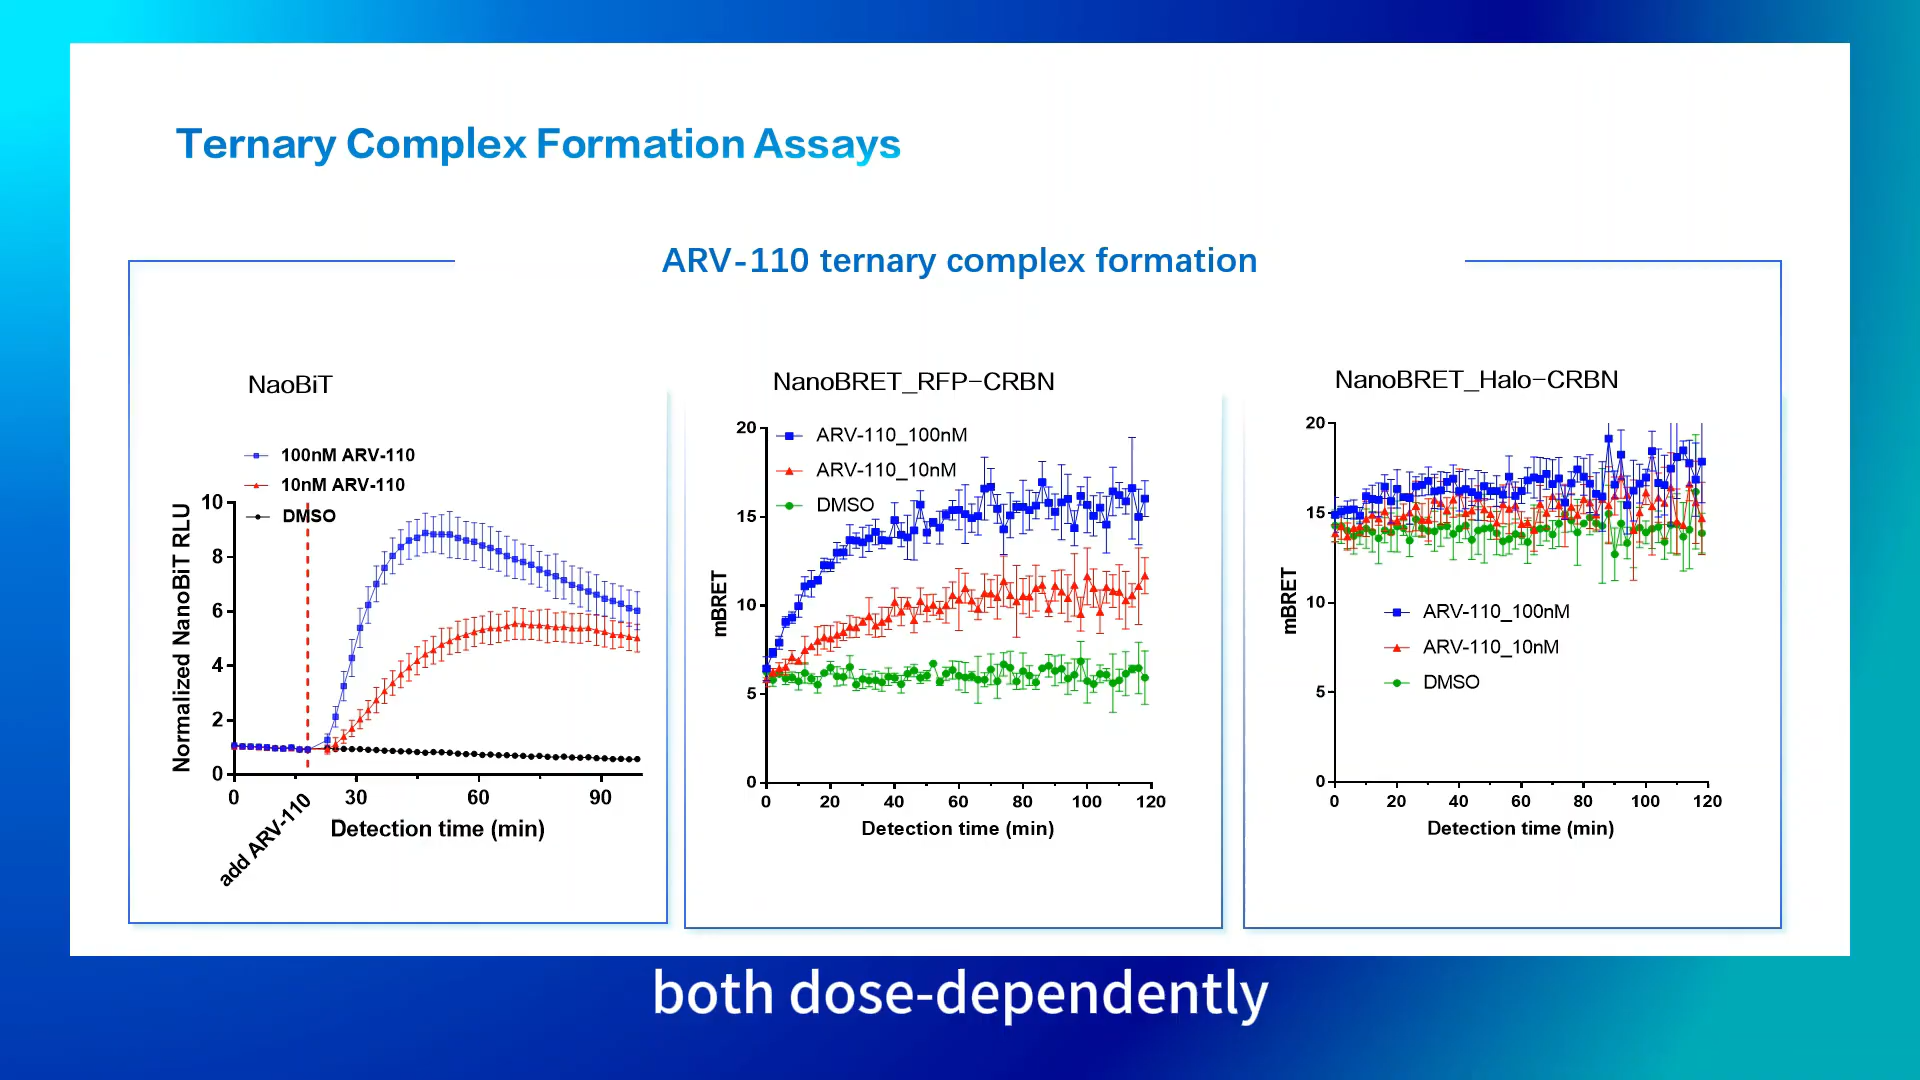 Ternary Complex Formation Assays
ARV-110 ternary complex formation
NaoBiT
100nM ARV-110
10nM ARV-110
DMSO
Normalized NanoBiT RLU
10
8
6
4
2
0
0
30
60
90
add ARV-110
Detection time (min)
NanoBRET_RFP-CRBN
ARV-110_100nM
ARV-110_10nM
DMSO
mBRET
20
15
10
5
0
0
20
40
60
80
100
120
Detection time (min)
NanoBRET_Halo-CRBN
mBRET
20
15
10
5
0
ARV-110_100nM
ARV-110_10nM
DMSO
0
20
40
60
80
100
120
Detection time (min)
both dose-dependently